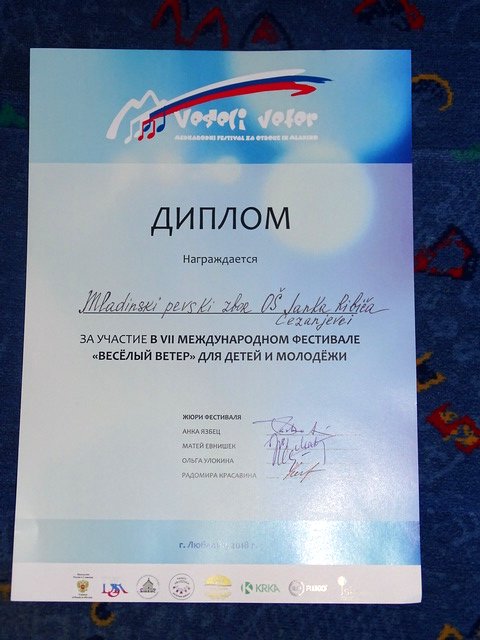 Veseli veter
MEDNARODNI FESTIVAL ZA OTROKE IN MLADINO
ДИПЛОМ
Награждается
Mladinski pevski zbor OŠ Janka Ribiča
Cezanjevci
ЗА УЧАСТИЕ В VII МЕЖДУНАРОДНОМ ФЕСТИВАЛЕ
«ВЕСЁЛЫЙ ВЕТЕР» ДЛЯ ДЕТЕЙ И МОЛОДЁЖИ
ЖЮРИ ФЕСТИВАЛЯ
АНКА ЯЗБЕЦ
МАТЕЙ ЕВНИШЕК
ОЛЬГА УЛОКИНА
РАДОМИРА КРАСАВИНА
г. Любляна, 2018 г.
KRKA